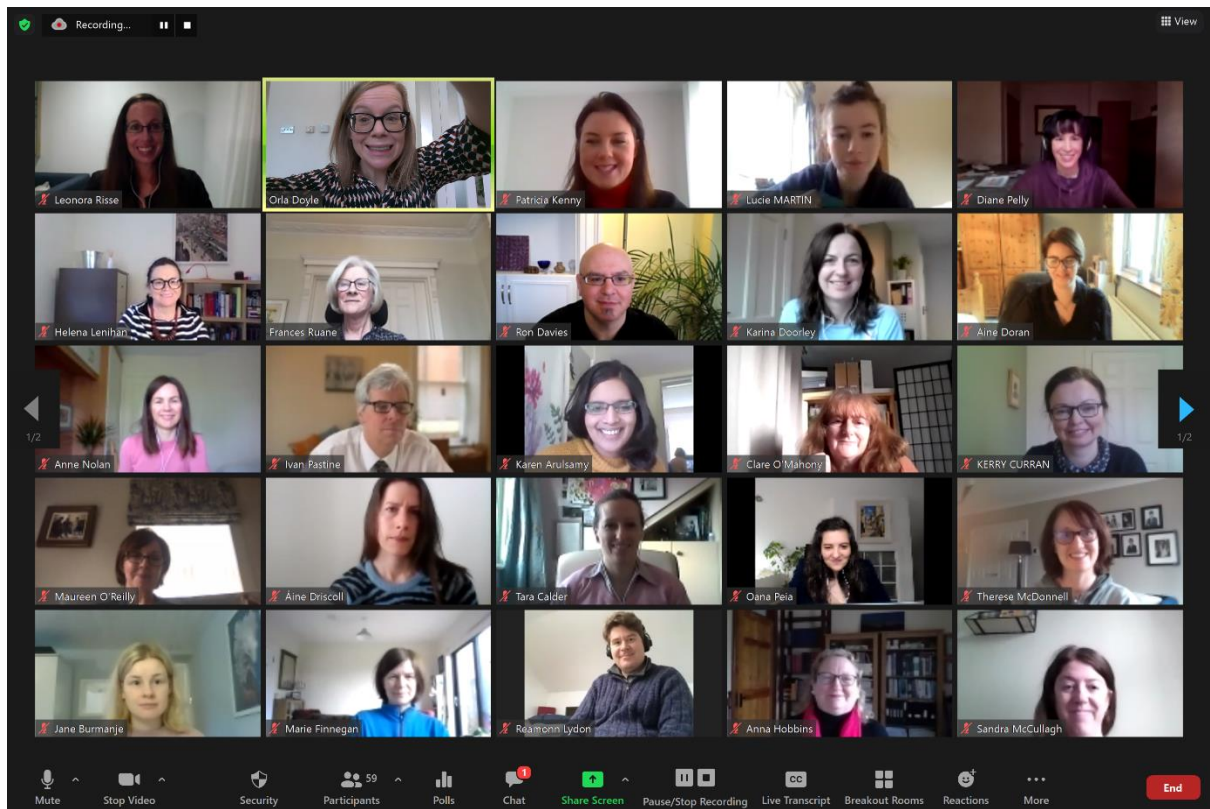 Recording...
View
Leonora Risse
Orla Doyle
Patricia Kenny
Lucie MARTIN
Diane Pelly
Helena Lenihan
Frances Ruane
Ron Davies
Karina Doorley
Aine Doran
1/2
1/2
Anne Nolan
Ivan Pastine
Karen Arulsamy
Clare O'Mahony
KERRY CURRAN
Maureen O'Reilly
Áine Driscoll
Tara Calder
Oana Peia
Therese McDonnell
Jane Burmanje
Marie Finnegan
Reamonn Lydon
Anna Hobbins
Sandra McCullagh
59
1
CC
Mute
Stop Video
Security
Participants
Polls
Chat
Share Screen
Pause/Stop Recording
Live Transcript
Breakout Rooms
Reactions
More
End